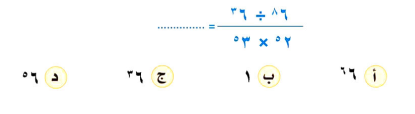 ٦^٨ ÷ ٦^٣
٢^٥ × ٣^٥
= ...............
أ ٦^٦ ب ١ ج ٦^٣ د ٦^٥